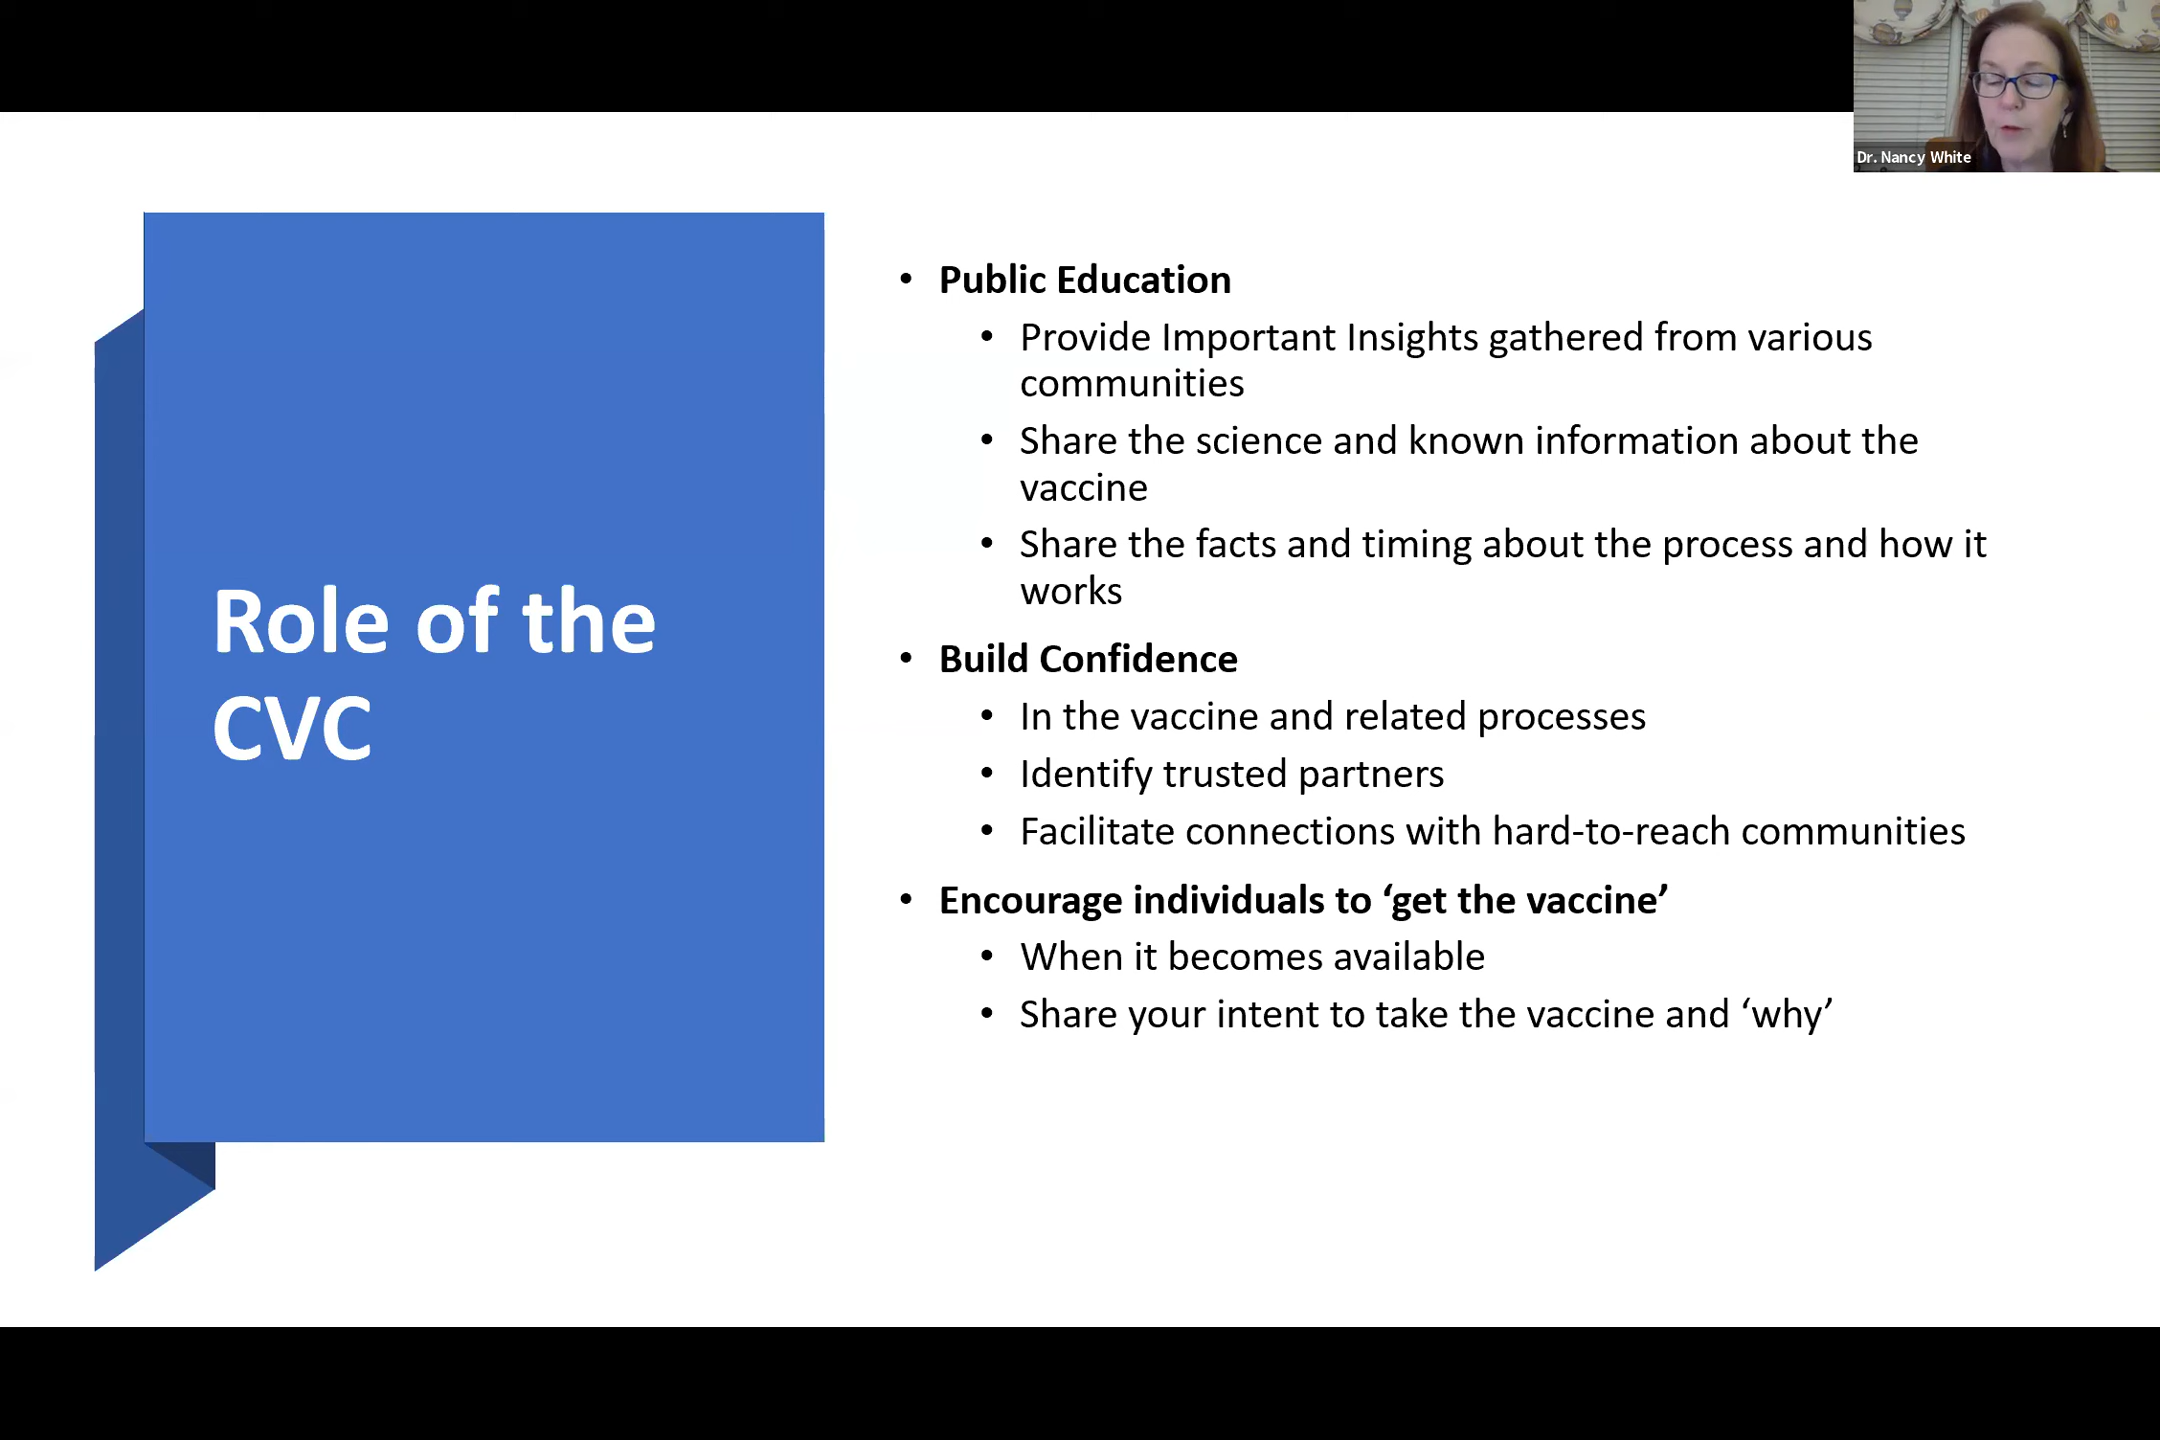 Dr. Nancy White
Role of the
CVC
• Public Education
• Provide Important Insights gathered from various
communities
• Share the science and known information about the
vaccine
• Share the facts and timing about the process and how it
works
• Build Confidence
• In the vaccine and related processes
• Identify trusted partners
• Facilitate connections with hard-to-reach communities
• Encourage individuals to ‘get the vaccine’
• When it becomes available
• Share your intent to take the vaccine and ‘why’